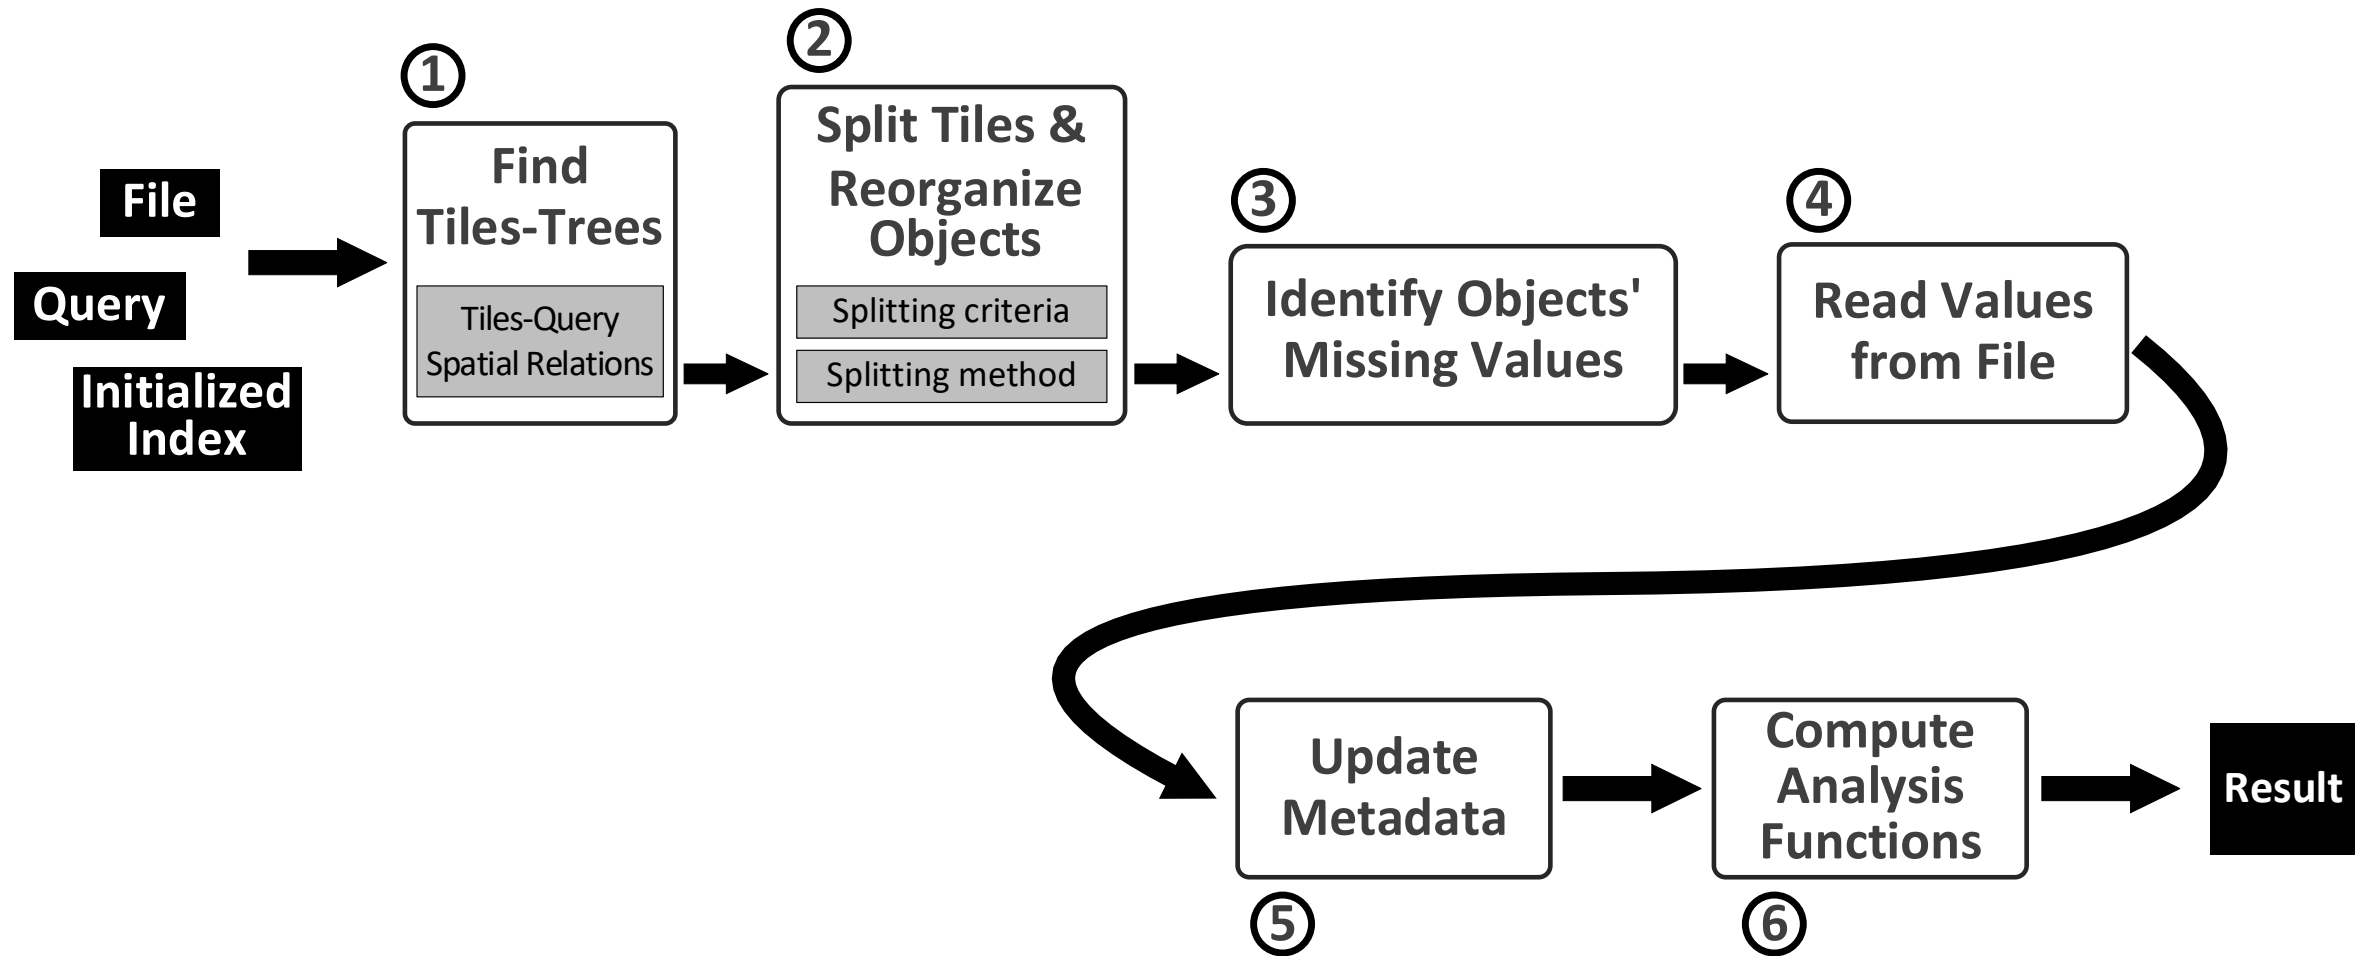 File
Query
Initialized
Index
1
Find
Tiles-Trees
Tiles-Query
Spatial Relations
2
Split Tiles &
Reorganize
Objects
Splitting criteria
Splitting method
3
Identify Objects'
Missing Values
4
Read Values
from File
Update
Metadata
5
Compute
Analysis
Functions
6
Result